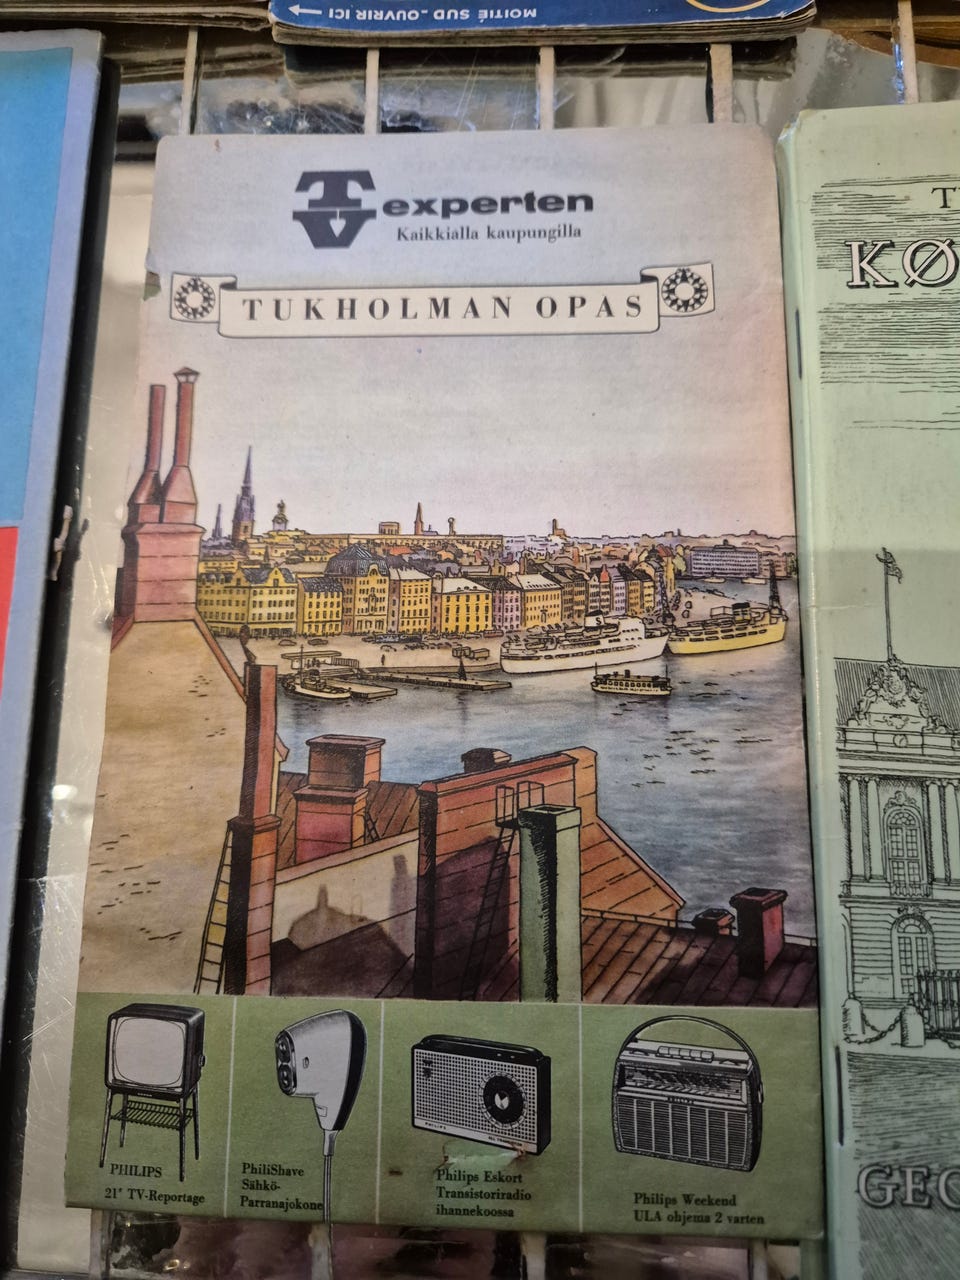 MOITIÉ SUD - OUVRIR ICI
TV experten
Kaikkialla kaupungilla
TUKHOLMAN OPAS
PHILIPS
21" TV-Reportage
PhiliShave
Sähkö-
Parranajokone
Philips Eskort
Transistoriradio
ihannekoossa
Philips Weekend
ULA ohjema 2 varten
KØ
GEO